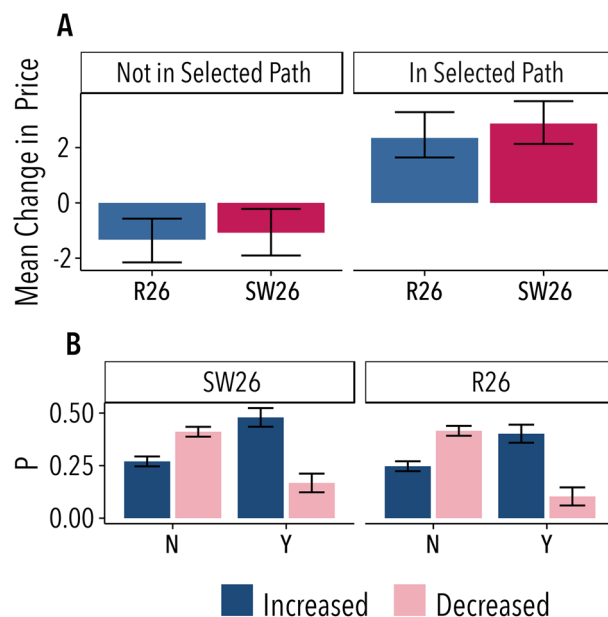 A
Not in Selected Path In Selected Path
Mean Change in Price
2
0
-2
R26 SW26 R26 SW26
B
SW26 R26
P
0.50
0.25
0.00
N Y N Y
Increased Decreased